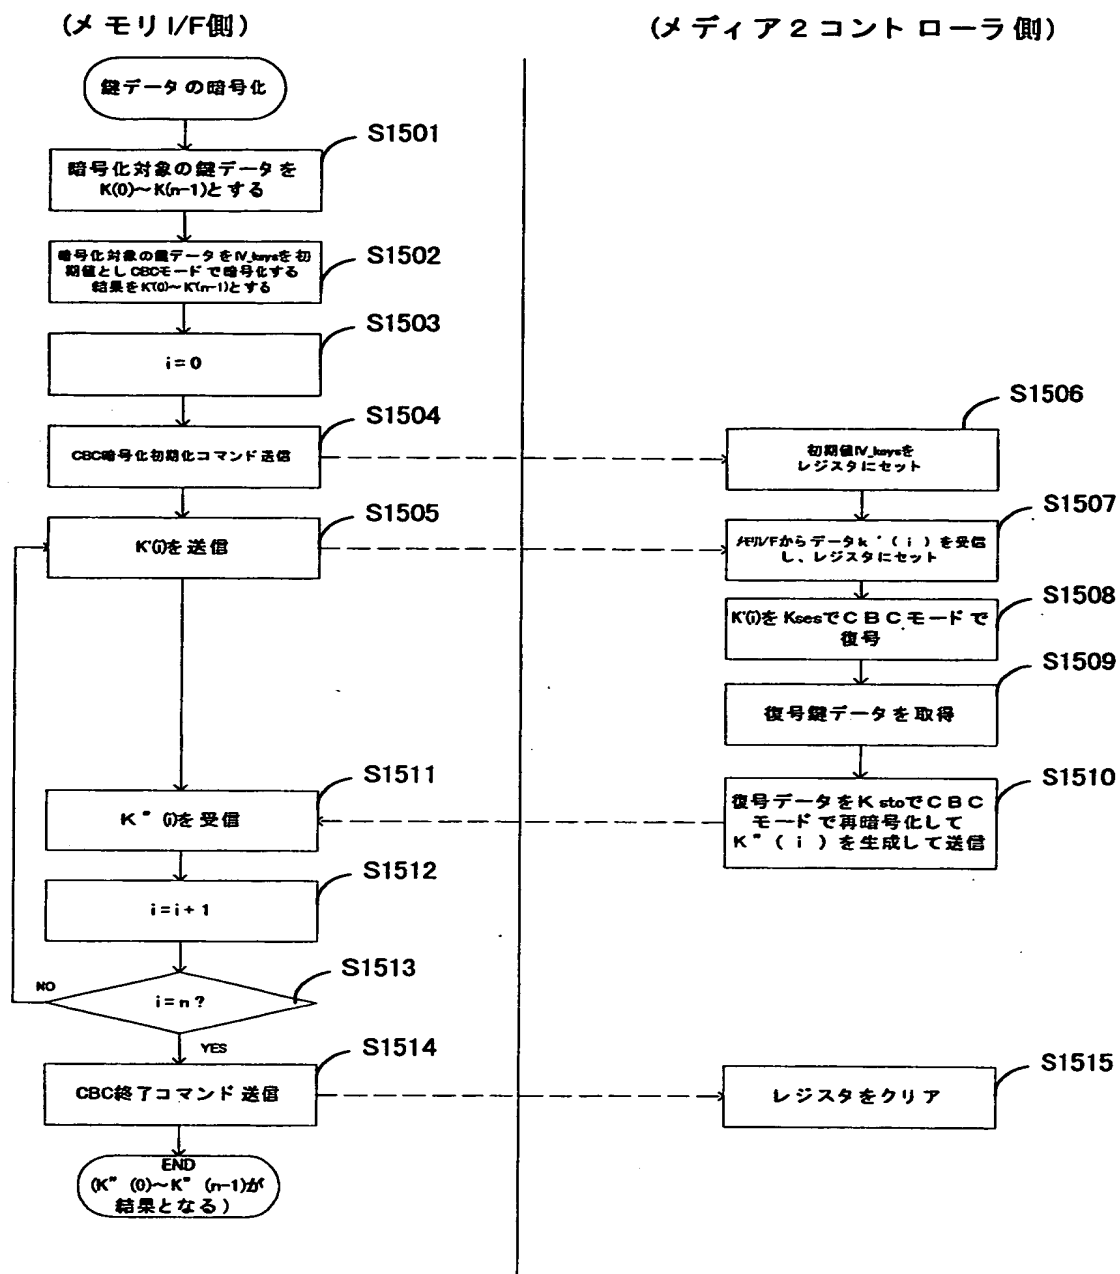 (メモリI/F側)
(メディア2コントローラ側)
鍵データの暗号化
S1501
暗号化対象の鍵データを
K(0)～K(n-1)とする
S1502
暗号化対象の鍵データをIV_keysを初
期値としCBCモードで暗号化する
結果をK'(0)～K'(n-1)とする
S1503
i=0
S1504
CBC暗号化初期化コマンド送信
S1506
初期値IV_keysを
レジスタにセット
S1505
K'(i)を送信
S1507
メモリI/Fからデータk'(i)を受信
し、レジスタにセット
S1508
K'(i)をKsesでCBCモードで
復号
S1509
復号鍵データを取得
S1510
復号データをKstoでCBC
モードで再暗号化して
K"(i)を生成して送信
S1511
K"(i)を受信
S1512
i=i+1
S1513
i=n?
NO
YES
S1514
CBC終了コマンド送信
S1515
レジスタをクリア
END
(K"(0)～K"(n-1)が
結果となる)